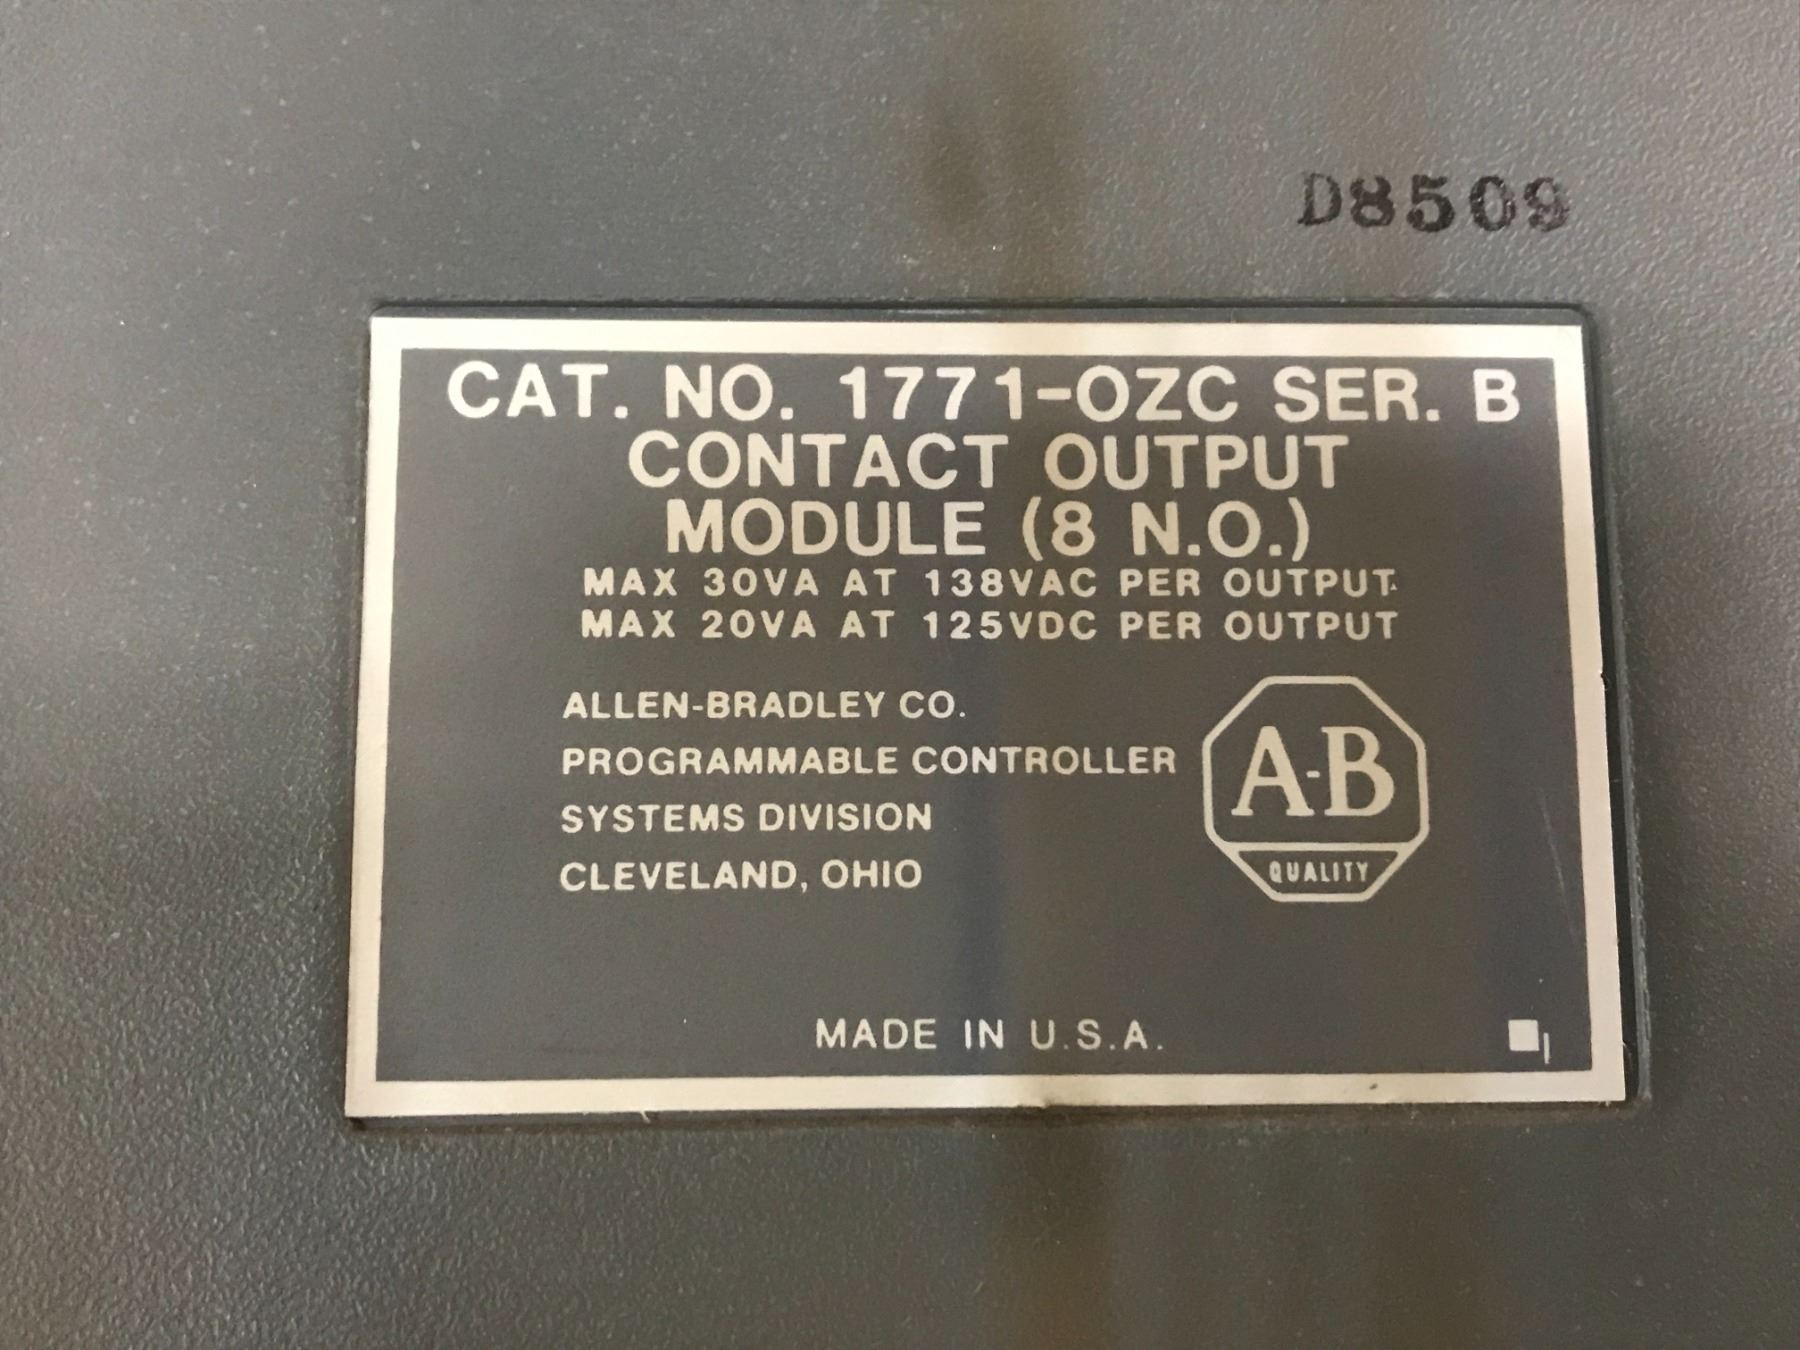 D8509
CAT. NO. 1771-OZC SER. B
CONTACT OUTPUT
MODULE (8 N.O.)
MAX 30VA AT 138VAC PER OUTPUT
MAX 20VA AT 125VDC PER OUTPUT
ALLEN-BRADLEY CO.
PROGRAMMABLE CONTROLLER
SYSTEMS DIVISION
CLEVELAND, OHIO
A-B
QUALITY
MADE IN U.S.A.